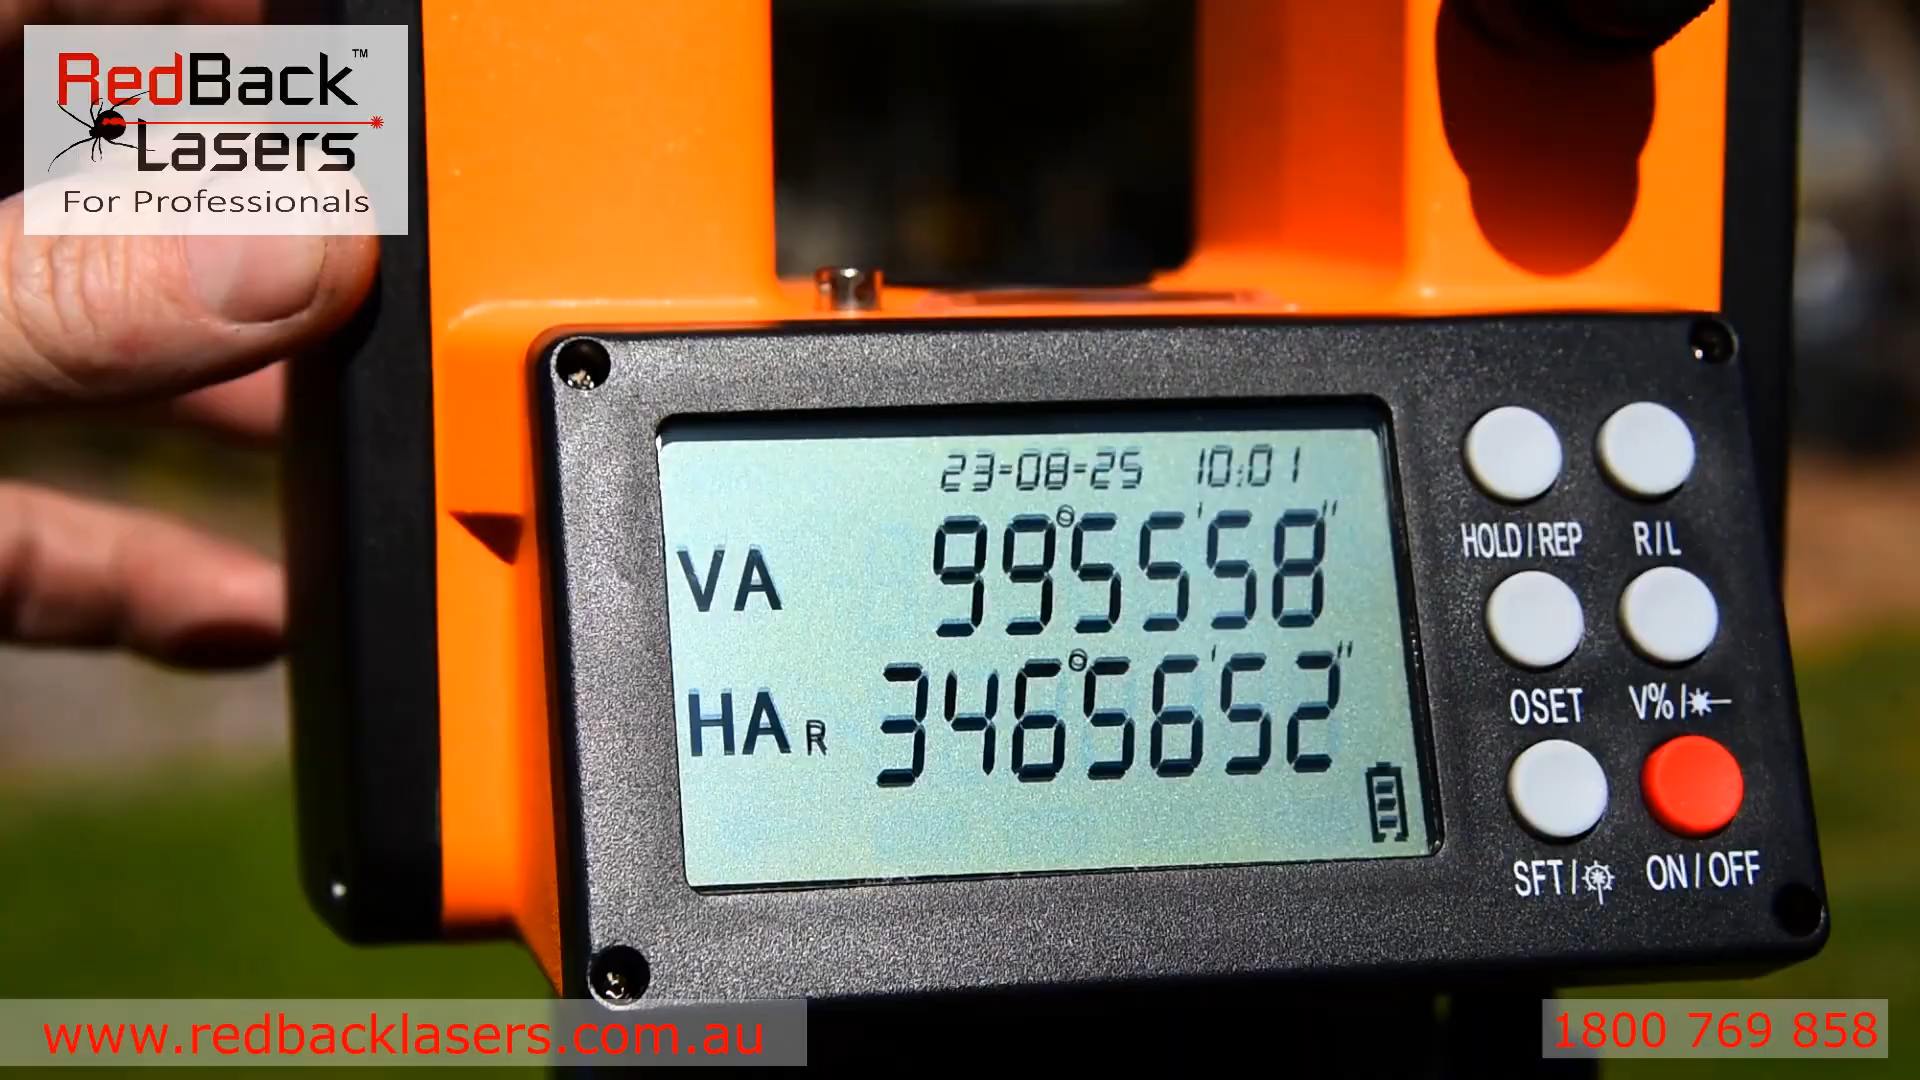 RedBack™
Lasers
For Professionals
23-08-25 10:01
VA 99°55'58"
HAR 346°56'52"
HOLD/REP R/L
OSET V%/
SFT/ ON/OFF
www.redbacklasers.com.au
1800 769 858